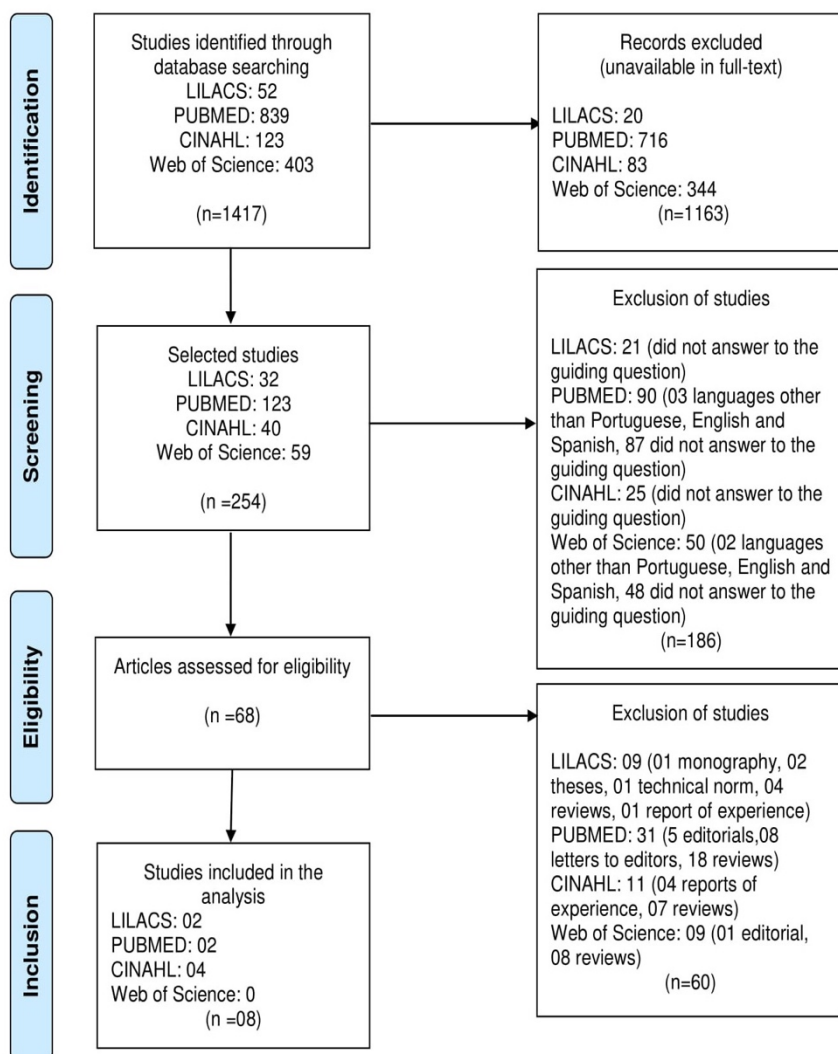 Identification
Studies identified through
database searching
LILACS: 52
PUBMED: 839
CINAHL: 123
Web of Science: 403
(n=1417)
Records excluded
(unavailable in full-text)
LILACS: 20
PUBMED: 716
CINAHL: 83
Web of Science: 344
(n=1163)
Screening
Selected studies
LILACS: 32
PUBMED: 123
CINAHL: 40
Web of Science: 59
(n =254)
Exclusion of studies
LILACS: 21 (did not answer to the
guiding question)
PUBMED: 90 (03 languages other
than Portuguese, English and
Spanish, 87 did not answer to the
guiding question)
CINAHL: 25 (did not answer to the
guiding question)
Web of Science: 50 (02 languages
other than Portuguese, English and
Spanish, 48 did not answer to the
guiding question)
(n=186)
Eligibility
Articles assessed for eligibility
(n =68)
Exclusion of studies
LILACS: 09 (01 monography, 02
theses, 01 technical norm, 04
reviews, 01 report of experience)
PUBMED: 31 (5 editorials,08
letters to editors, 18 reviews)
CINAHL: 11 (04 reports of
experience, 07 reviews)
Web of Science: 09 (01 editorial,
08 reviews)
(n=60)
Inclusion
Studies included in the
analysis
LILACS: 02
PUBMED: 02
CINAHL: 04
Web of Science: 0
(n =08)